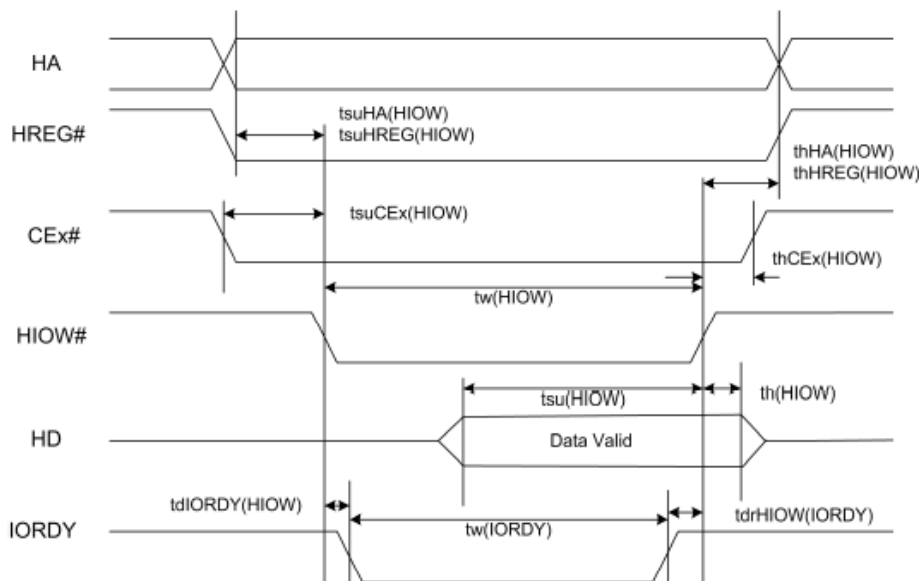 HA
HREG#
tsuHA(HIOW)
tsuHREG(HIOW)
thHA(HIOW)
thHREG(HIOW)
CEx#
tsuCEx(HIOW)
thCEx(HIOW)
tw(HIOW)
HIOW#
tsu(HIOW)
th(HIOW)
HD
Data Valid
tdIORDY(HIOW)
IORDY
tw(IORDY)
tdrHIOW(IORDY)